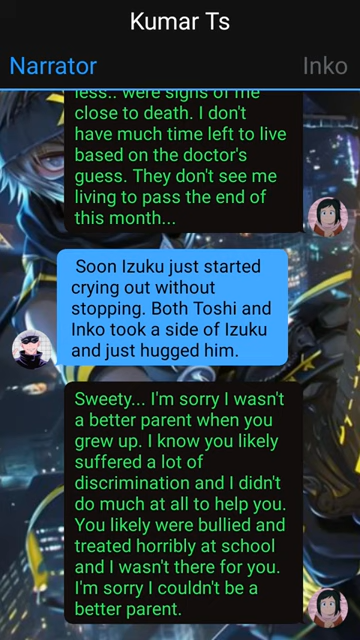 Kumar Ts
Narrator
Inko
less.. were signs of me
close to death. I don't
have much time left to live
based on the doctor's
guess. They don't see me
living to pass the end of
this month...
Soon Izuku just started
crying out without
stopping. Both Toshi and
Inko took a side of Izuku
and just hugged him.
Sweety... I'm sorry I wasn't
a better parent when you
grew up. I know you likely
suffered a lot of
discrimination and I didn't
do much at all to help you.
You likely were bullied and
treated horribly at school
and I wasn't there for you.
I'm sorry I couldn't be a
better parent.